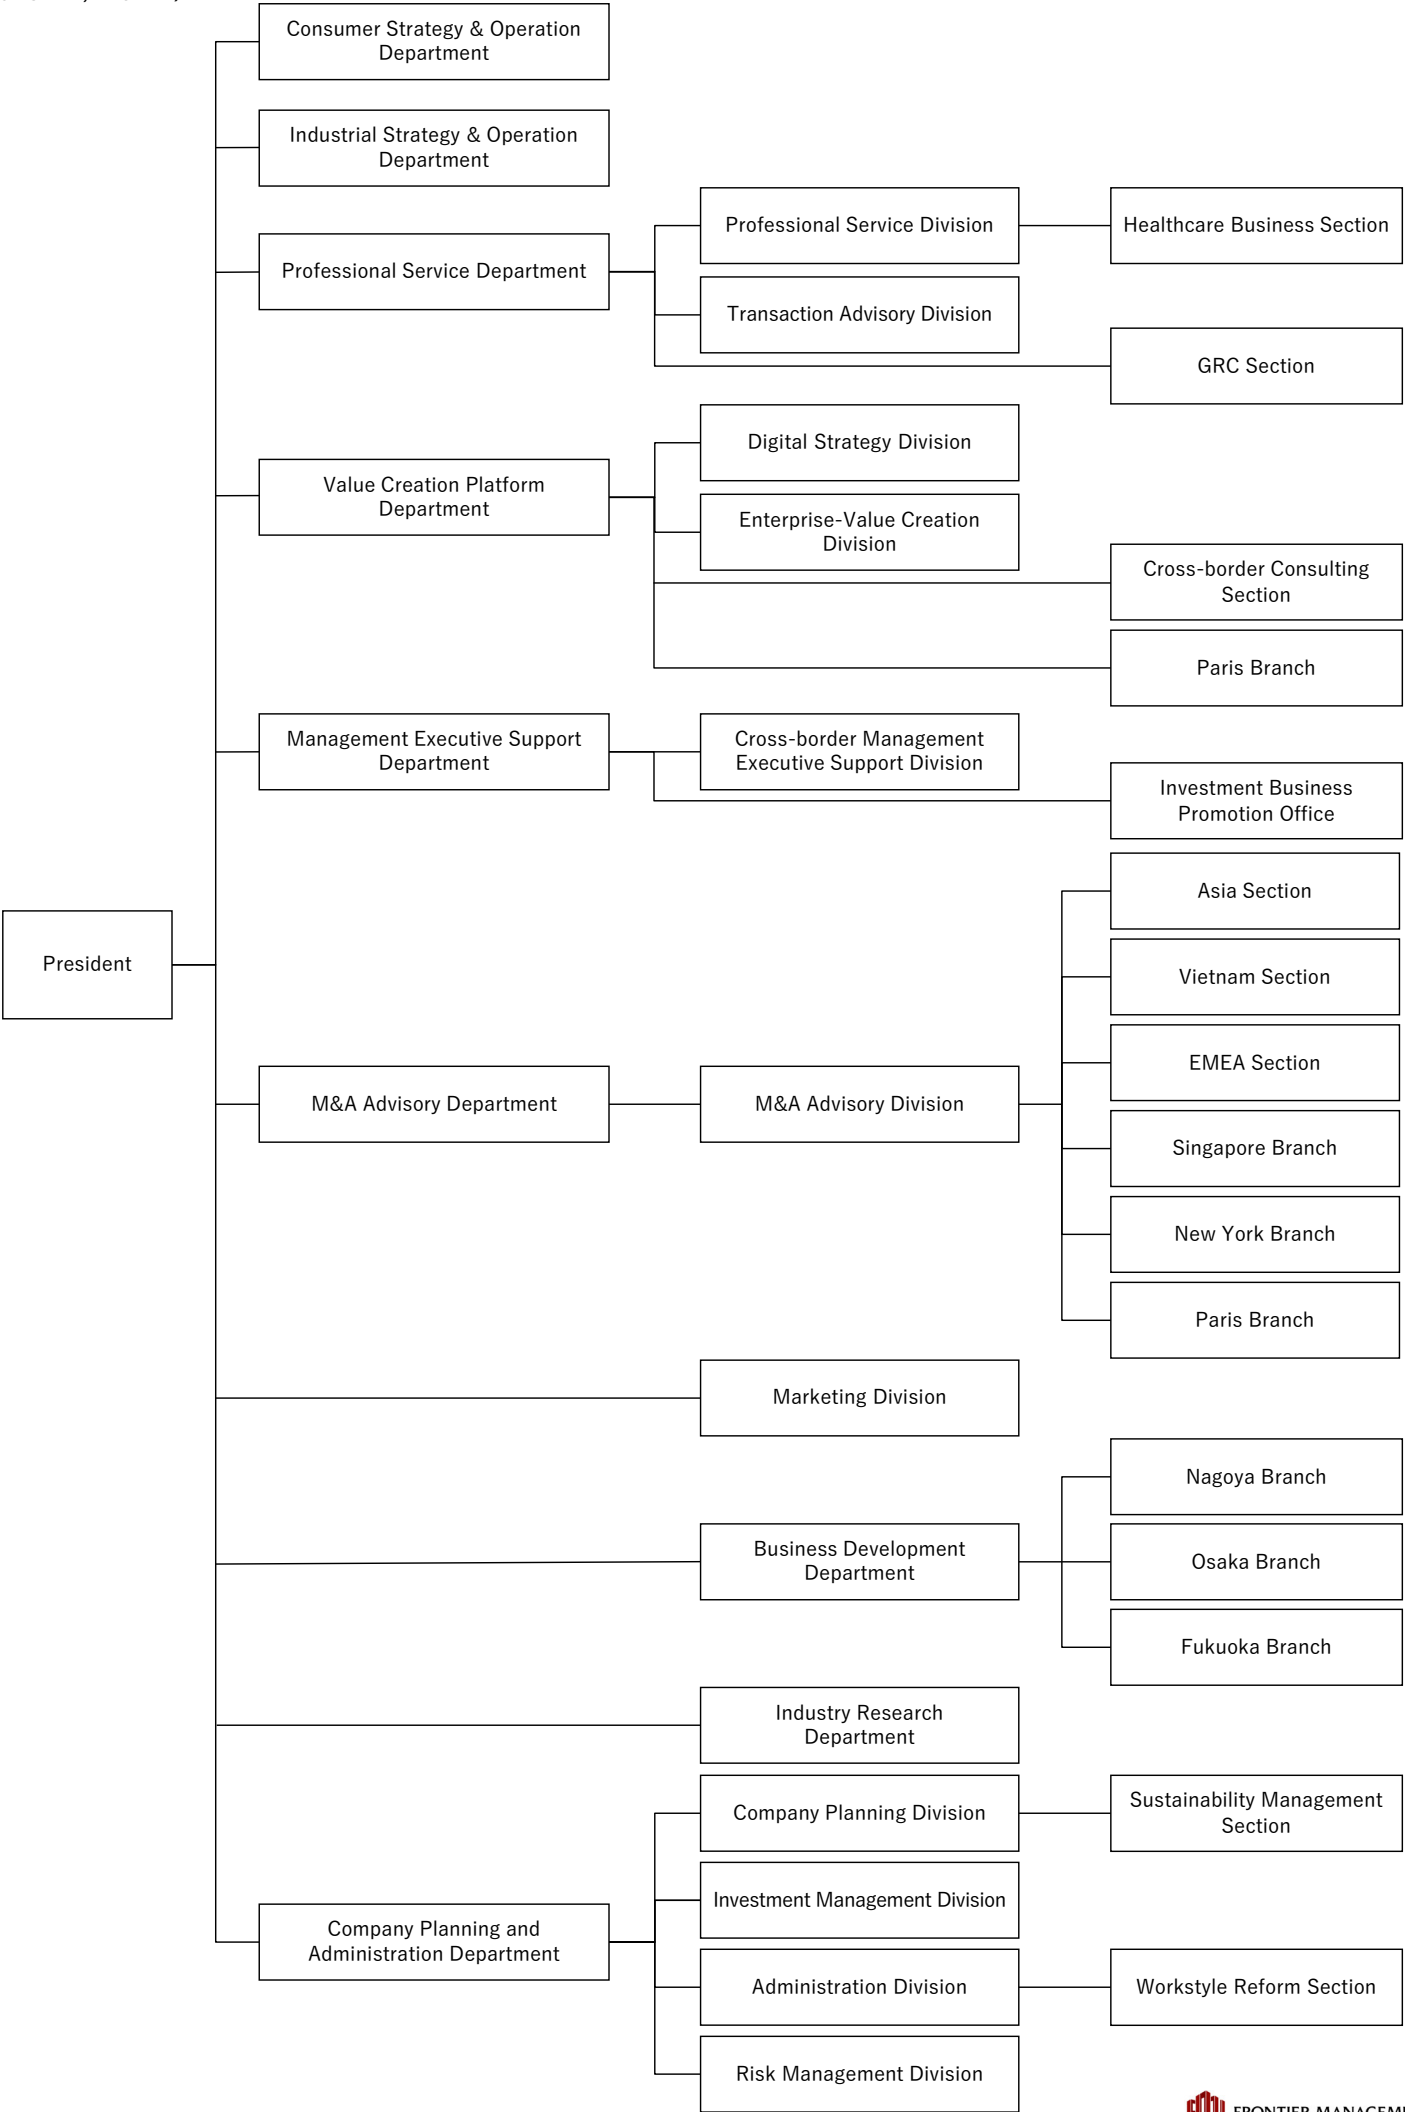 Consumer Strategy & Operation
Department
Industrial Strategy & Operation
Department
Professional Service Division
Healthcare Business Section
Professional Service Department
Transaction Advisory Division
GRC Section
Digital Strategy Division
Value Creation Platform
Department
Enterprise-Value Creation
Division
Cross-border Consulting
Section
Paris Branch
Management Executive Support
Department
Cross-border Management
Executive Support Division
Investment Business
Promotion Office
Asia Section
President
Vietnam Section
EMEA Section
M&A Advisory Department
M&A Advisory Division
Singapore Branch
New York Branch
Paris Branch
Marketing Division
Nagoya Branch
Business Development
Department
Osaka Branch
Fukuoka Branch
Industry Research
Department
Company Planning Division
Sustainability Management
Section
Investment Management Division
Company Planning and
Administration Department
Administration Division
Workstyle Reform Section
Risk Management Division
FRONTIER